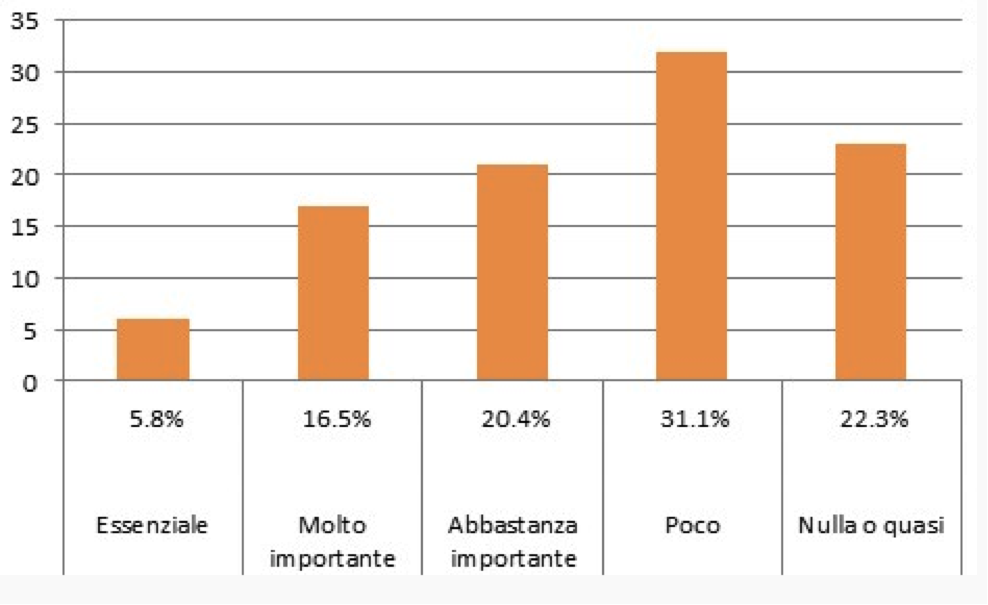 35
30
25
20
15
10
5
0
5.8% 16.5% 20.4% 31.1% 22.3%
Essenziale Molto Abbastanza Poco Nulla o quasi
importante importante